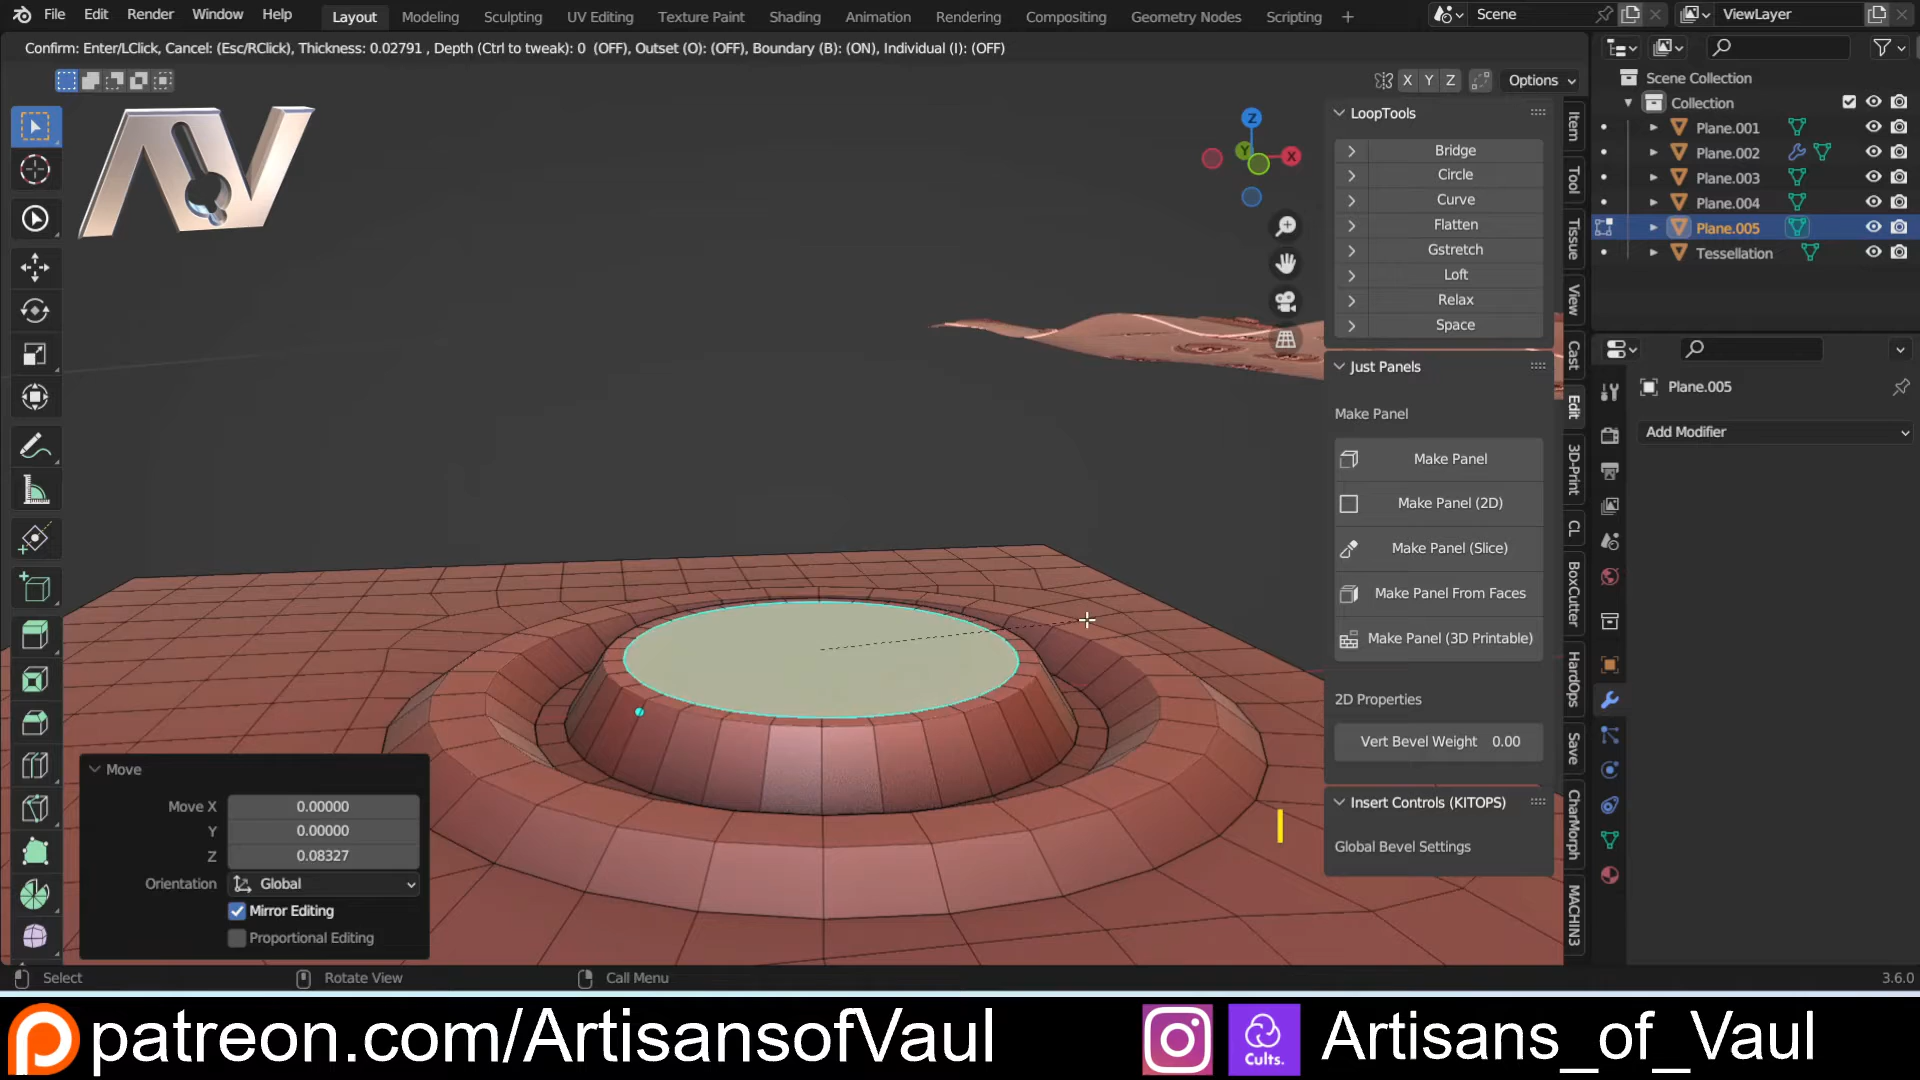 File Edit Render Window Help Layout Modeling Sculpting UV Editing Texture Paint Shading Animation Rendering Compositing Geometry Nodes Scripting + Scene ViewLayer
Confirm: Enter/LClick, Cancel: (Esc/RClick), Thickness: 0.02791 , Depth (Ctrl to tweak): 0 (OFF), Outset (O): (OFF), Boundary (B): (ON), Individual (I): (OFF)
X Y Z Options
AV
Z
Y
X
LoopTools
Bridge
Circle
Curve
Flatten
Gstretch
Loft
Relax
Space
Just Panels
Make Panel
Make Panel
Make Panel (2D)
Make Panel (Slice)
Make Panel From Faces
Make Panel (3D Printable)
2D Properties
Vert Bevel Weight 0.00
Insert Controls (KITOPS)
Global Bevel Settings
Item
Tool
Tissue
View
Cast
Edit
3D-Print
CL
BoxCutter
HardOps
Save
CharMorph
MACHIN3
Scene Collection
Collection
Plane.001
Plane.002
Plane.003
Plane.004
Plane.005
Tessellation
Plane.005
Add Modifier
Move
Move X 0.00000
Y 0.00000
Z 0.08327
Orientation Global
Mirror Editing
Proportional Editing
I
Select Rotate View Call Menu 3.6.0
patreon.com/ArtisansofVaul Cults. Artisans_of_Vaul